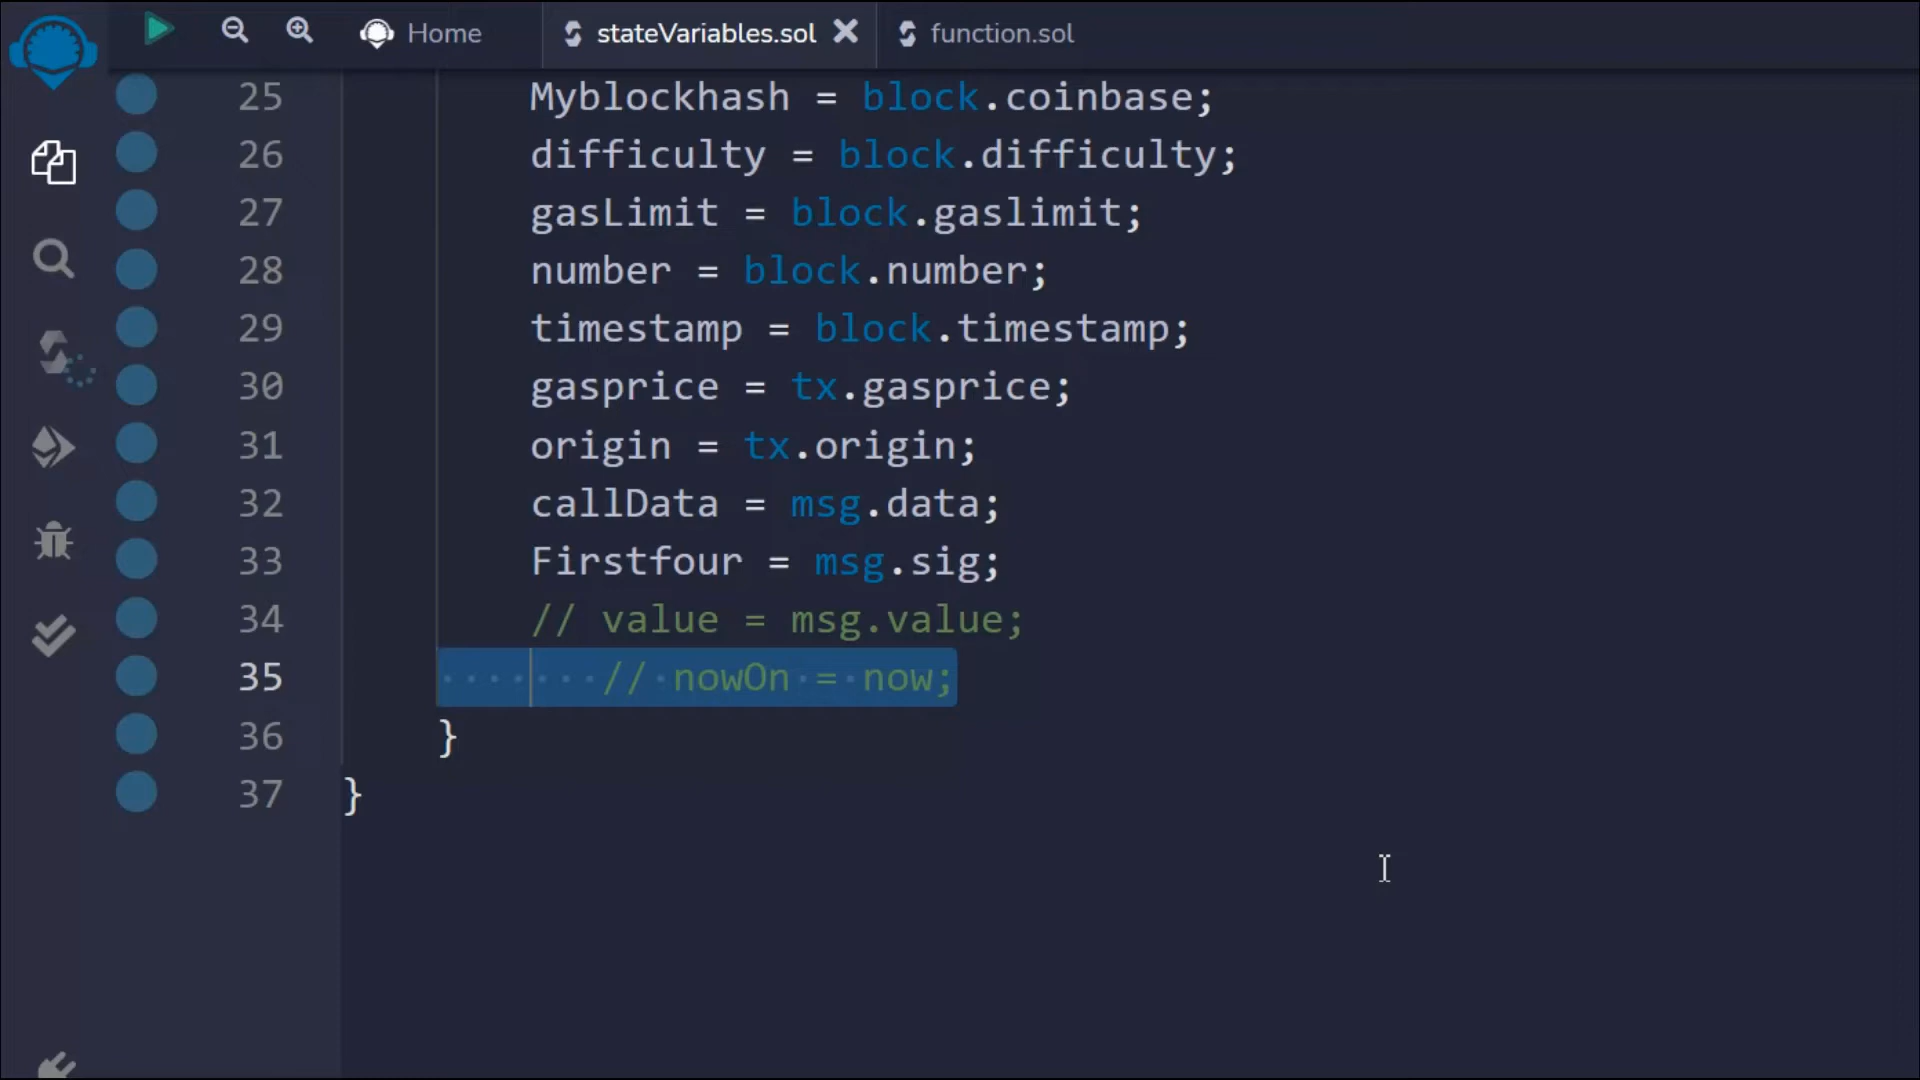 Home stateVariables.sol function.sol
25 Myblockhash = block.coinbase;
26 difficulty = block.difficulty;
27 gasLimit = block.gaslimit;
28 number = block.number;
29 timestamp = block.timestamp;
30 gasprice = tx.gasprice;
31 origin = tx.origin;
32 callData = msg.data;
33 Firstfour = msg.sig;
34 // value = msg.value;
35 // nowOn = now;
36 }
37 }